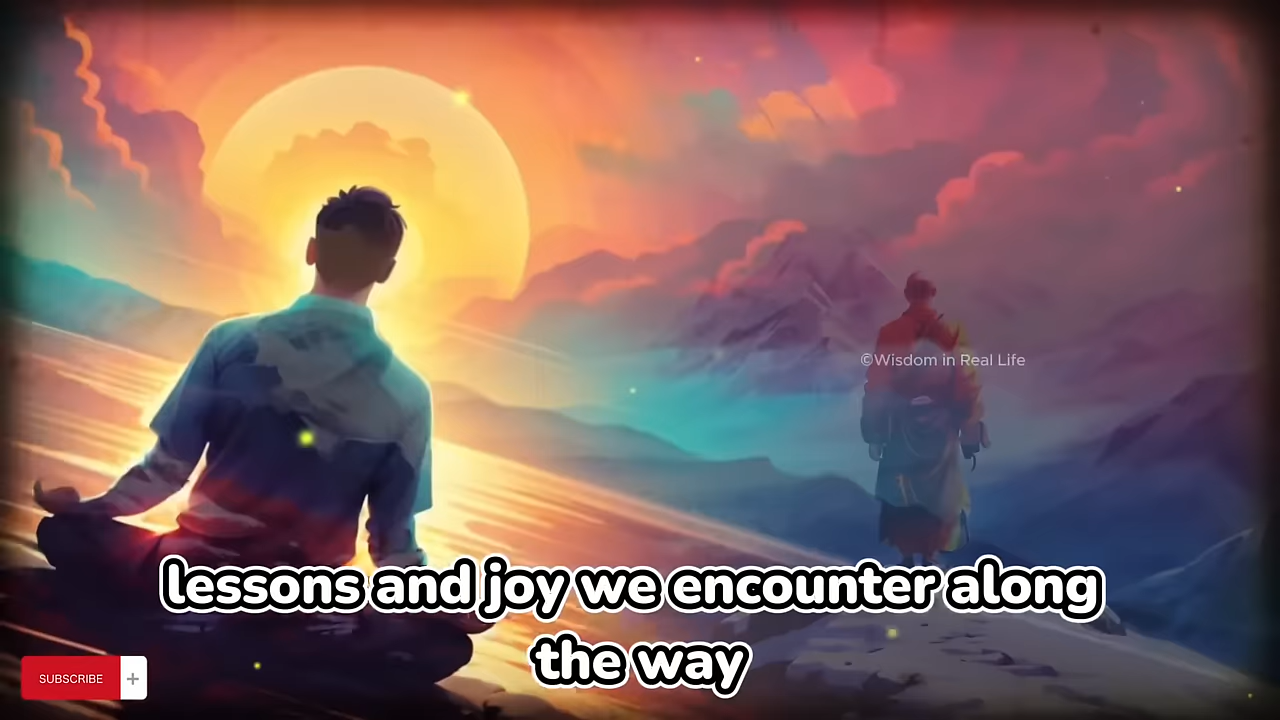 ©Wisdom in Real Life
lessons and joy we encounter along
the way
SUBSCRIBE +